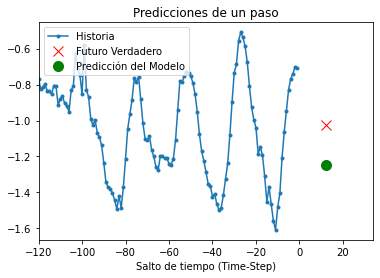 Predicciones de un paso
Historia
Futuro Verdadero
Predicción del Modelo
−0.6
−0.8
−1.0
−1.2
−1.4
−1.6
−120 −100 −80 −60 −40 −20 0 20
Salto de tiempo (Time-Step)